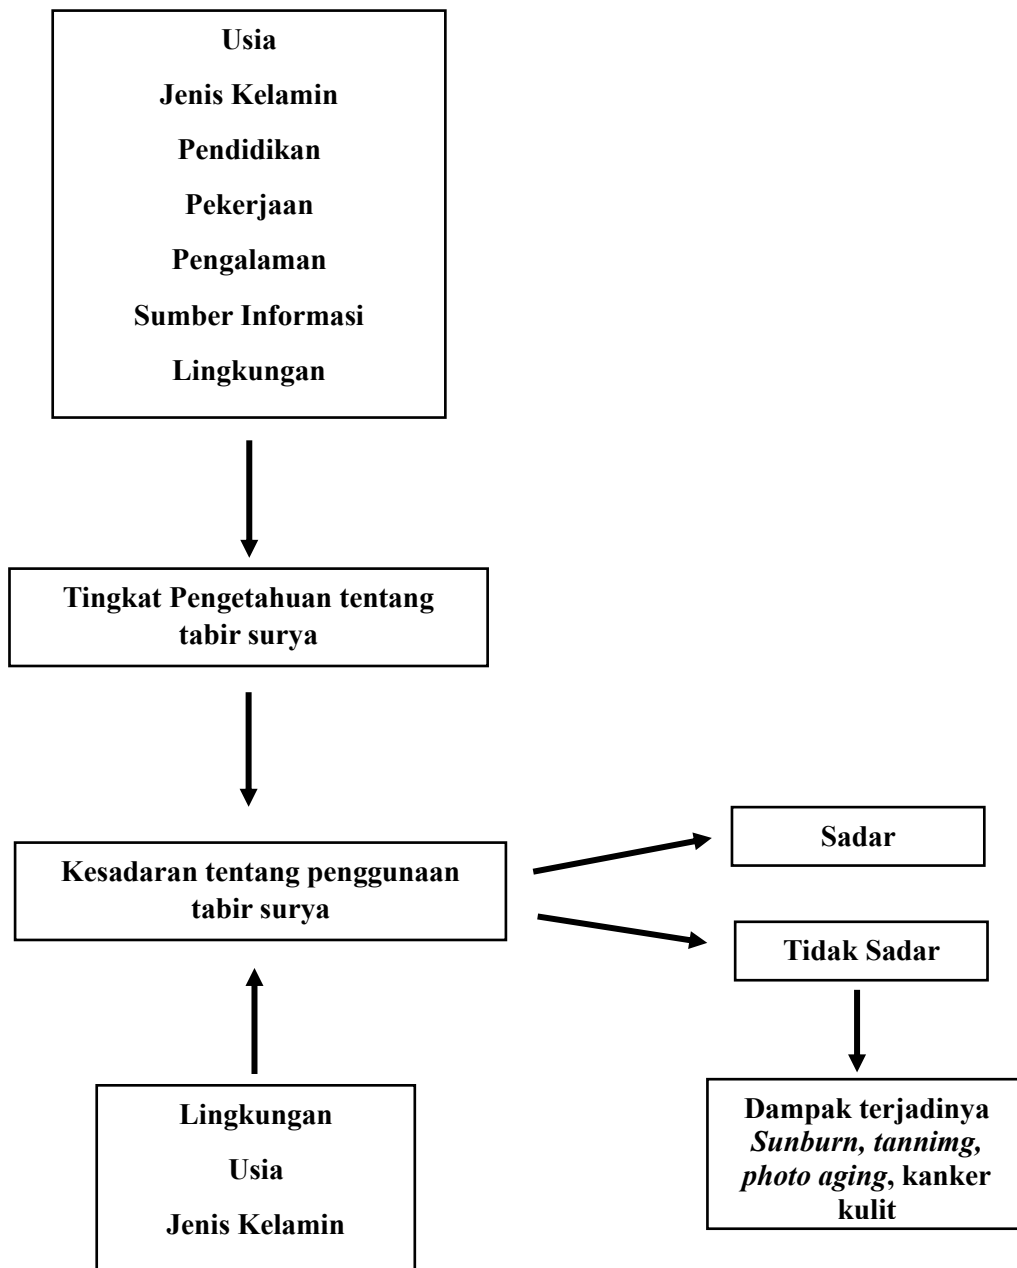 Usia
Jenis Kelamin
Pendidikan
Pekerjaan
Pengalaman
Sumber Informasi
Lingkungan
Tingkat Pengetahuan tentang
tabir surya
Kesadaran tentang penggunaan
tabir surya
Sadar
Tidak Sadar
Dampak terjadinya
Sunburn, tannimg,
photo aging, kanker
kulit
Lingkungan
Usia
Jenis Kelamin